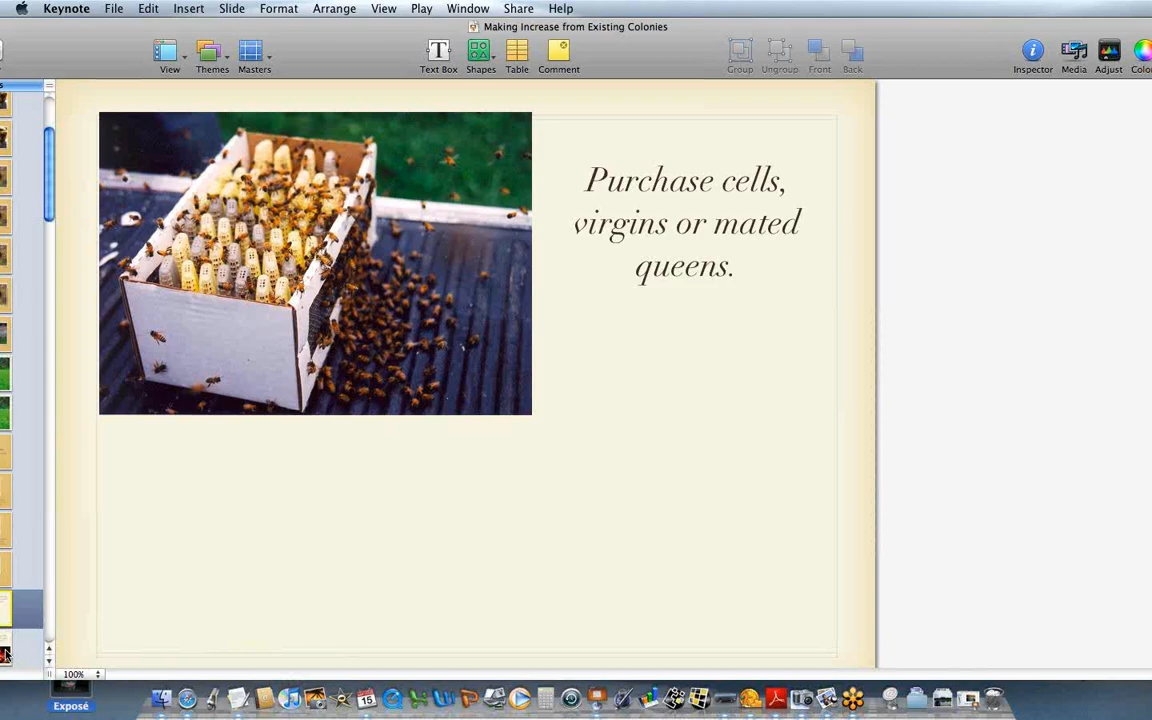 Keynote File Edit Insert Slide Format Arrange View Play Window Share Help
Making Increase from Existing Colonies
View Themes Masters Text Box Shapes Table Comment Group Ungroup Front Back Inspector Media Adjust
Purchase cells,
virgins or mated
queens.
100%
15
Exposé